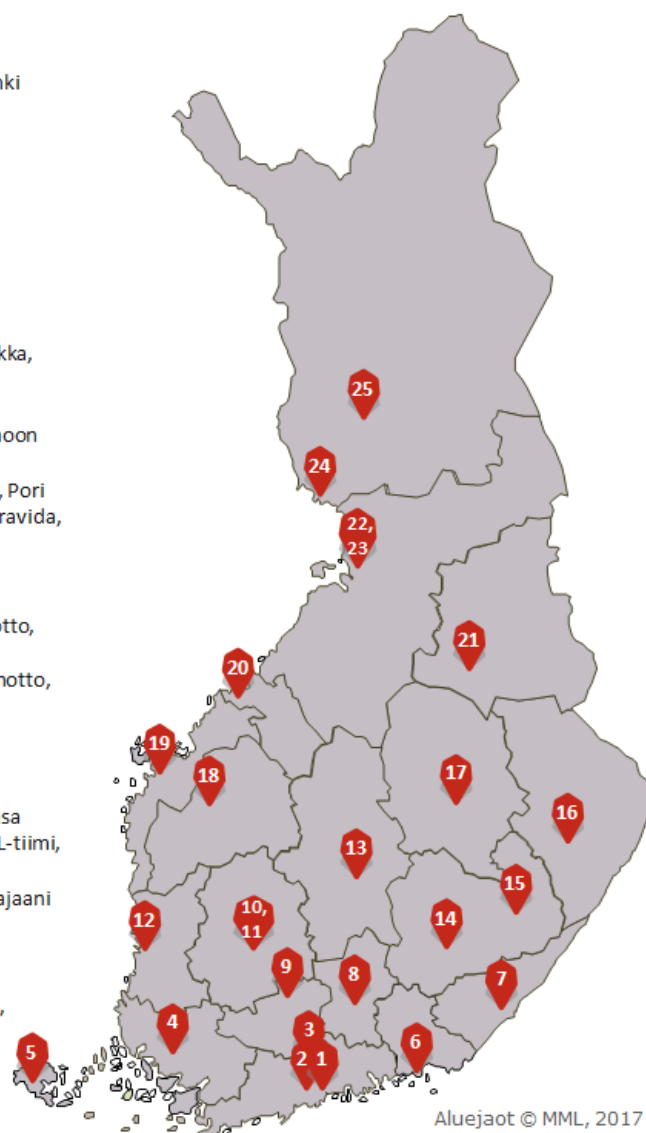 nki
kka,
noon
, Pori
ravida,
otto,
notto,
sa
L-tiimi,
ajaani
,
25
24
22,
23
21
20
19
18
17
16
13
15
14
12
10,
11
9
8
7
6
5
4
3
2
1
Aluejaot © MML, 2017